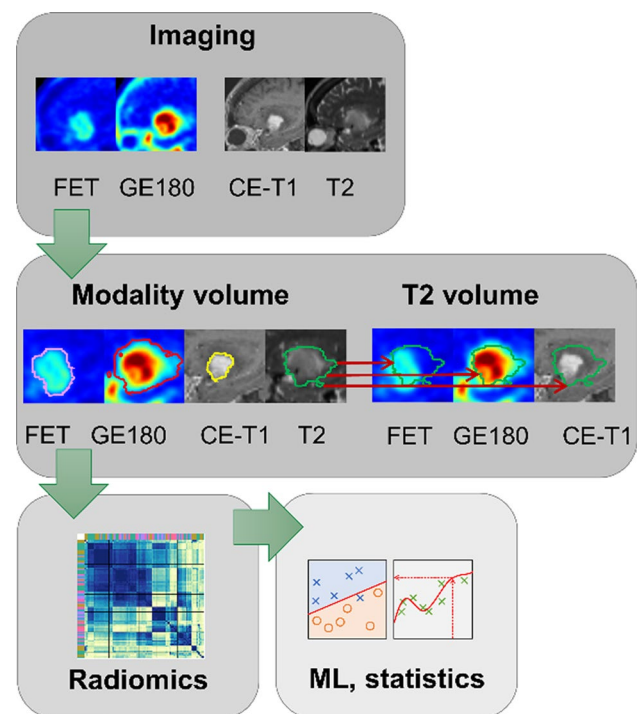 Imaging
FET GE180 CE-T1 T2
Modality volume T2 volume
FET GE180 CE-T1 T2 FET GE180 CE-T1
Radiomics
ML, statistics